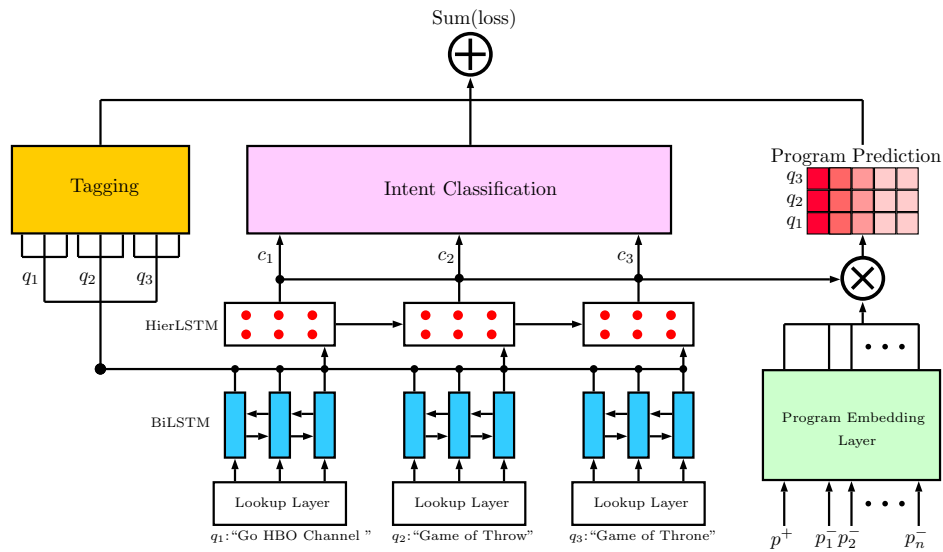 Sum(loss)
Tagging
Intent Classification
Program Prediction
q₃
q₂
q₁
q₁
q₂
q₃
c₁
c₂
c₃
HierLSTM
BiLSTM
Program Embedding
Layer
Lookup Layer
Lookup Layer
Lookup Layer
q₁:“Go HBO Channel ”
q₂:“Game of Throw”
q₃:“Game of Throne”
p⁺
p₁⁻
p₂⁻
pₙ⁻